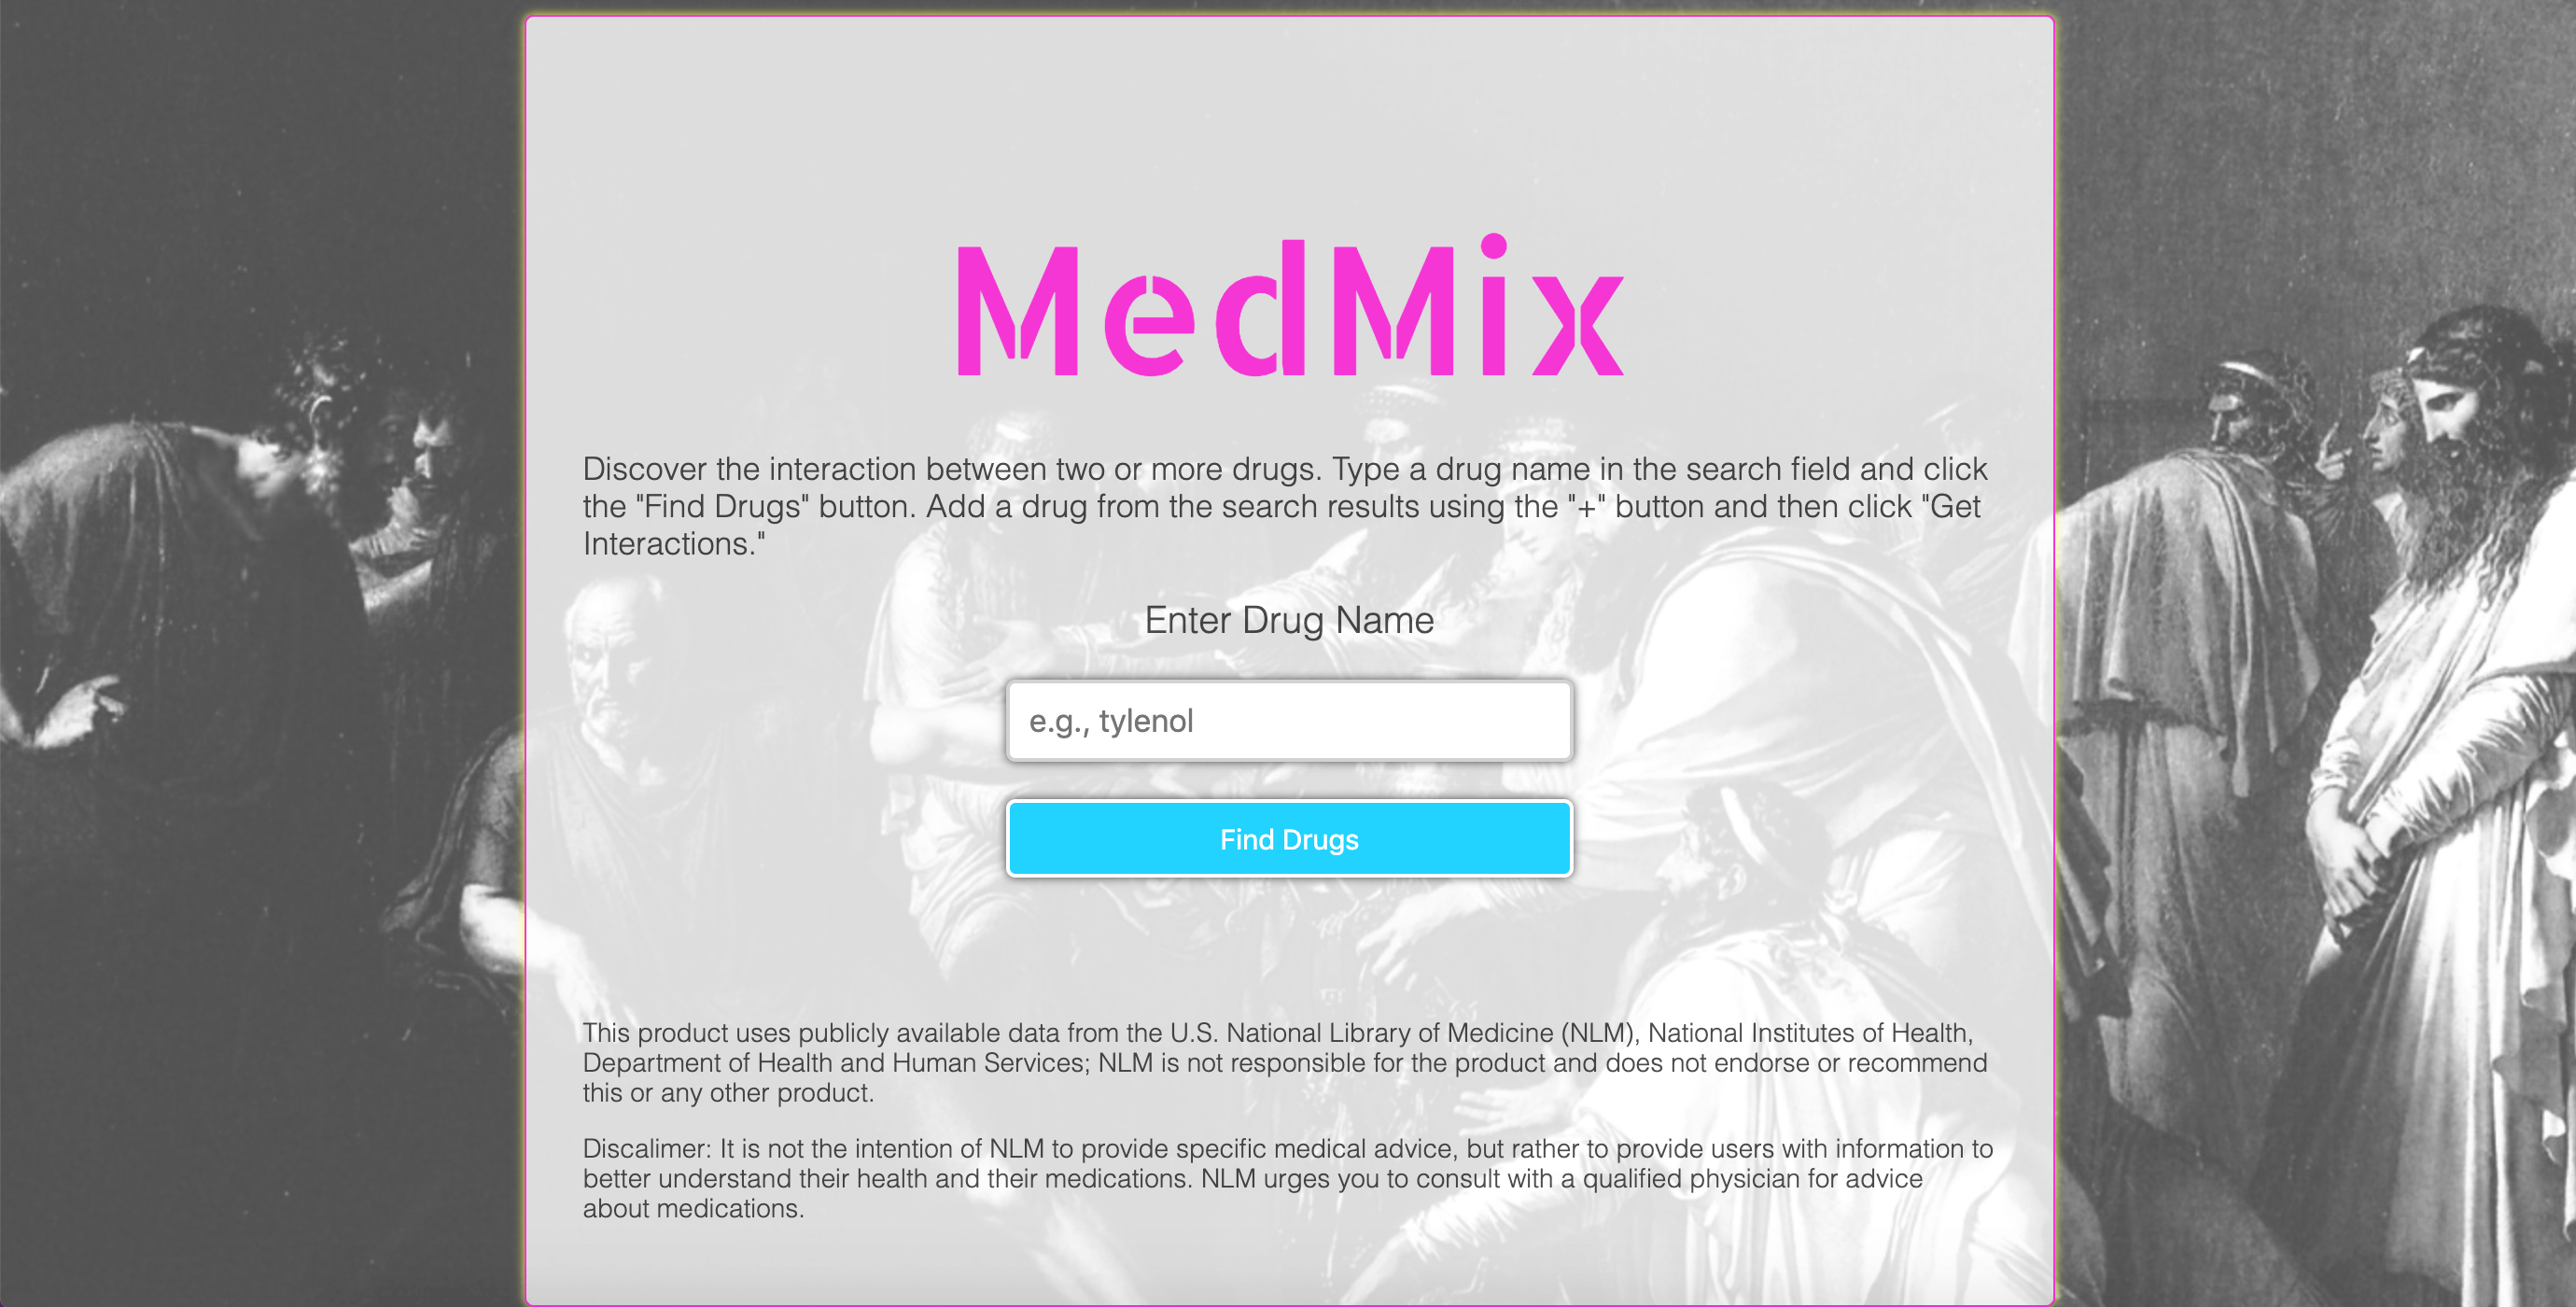 MedMix
Discover the interaction between two or more drugs. Type a drug name in the search field and click
the "Find Drugs" button. Add a drug from the search results using the "+" button and then click "Get
Interactions."
Enter Drug Name
e.g., tylenol
Find Drugs
This product uses publicly available data from the U.S. National Library of Medicine (NLM), National Institutes of Health,
Department of Health and Human Services; NLM is not responsible for the product and does not endorse or recommend
this or any other product.
Discalimer: It is not the intention of NLM to provide specific medical advice, but rather to provide users with information to
better understand their health and their medications. NLM urges you to consult with a qualified physician for advice
about medications.